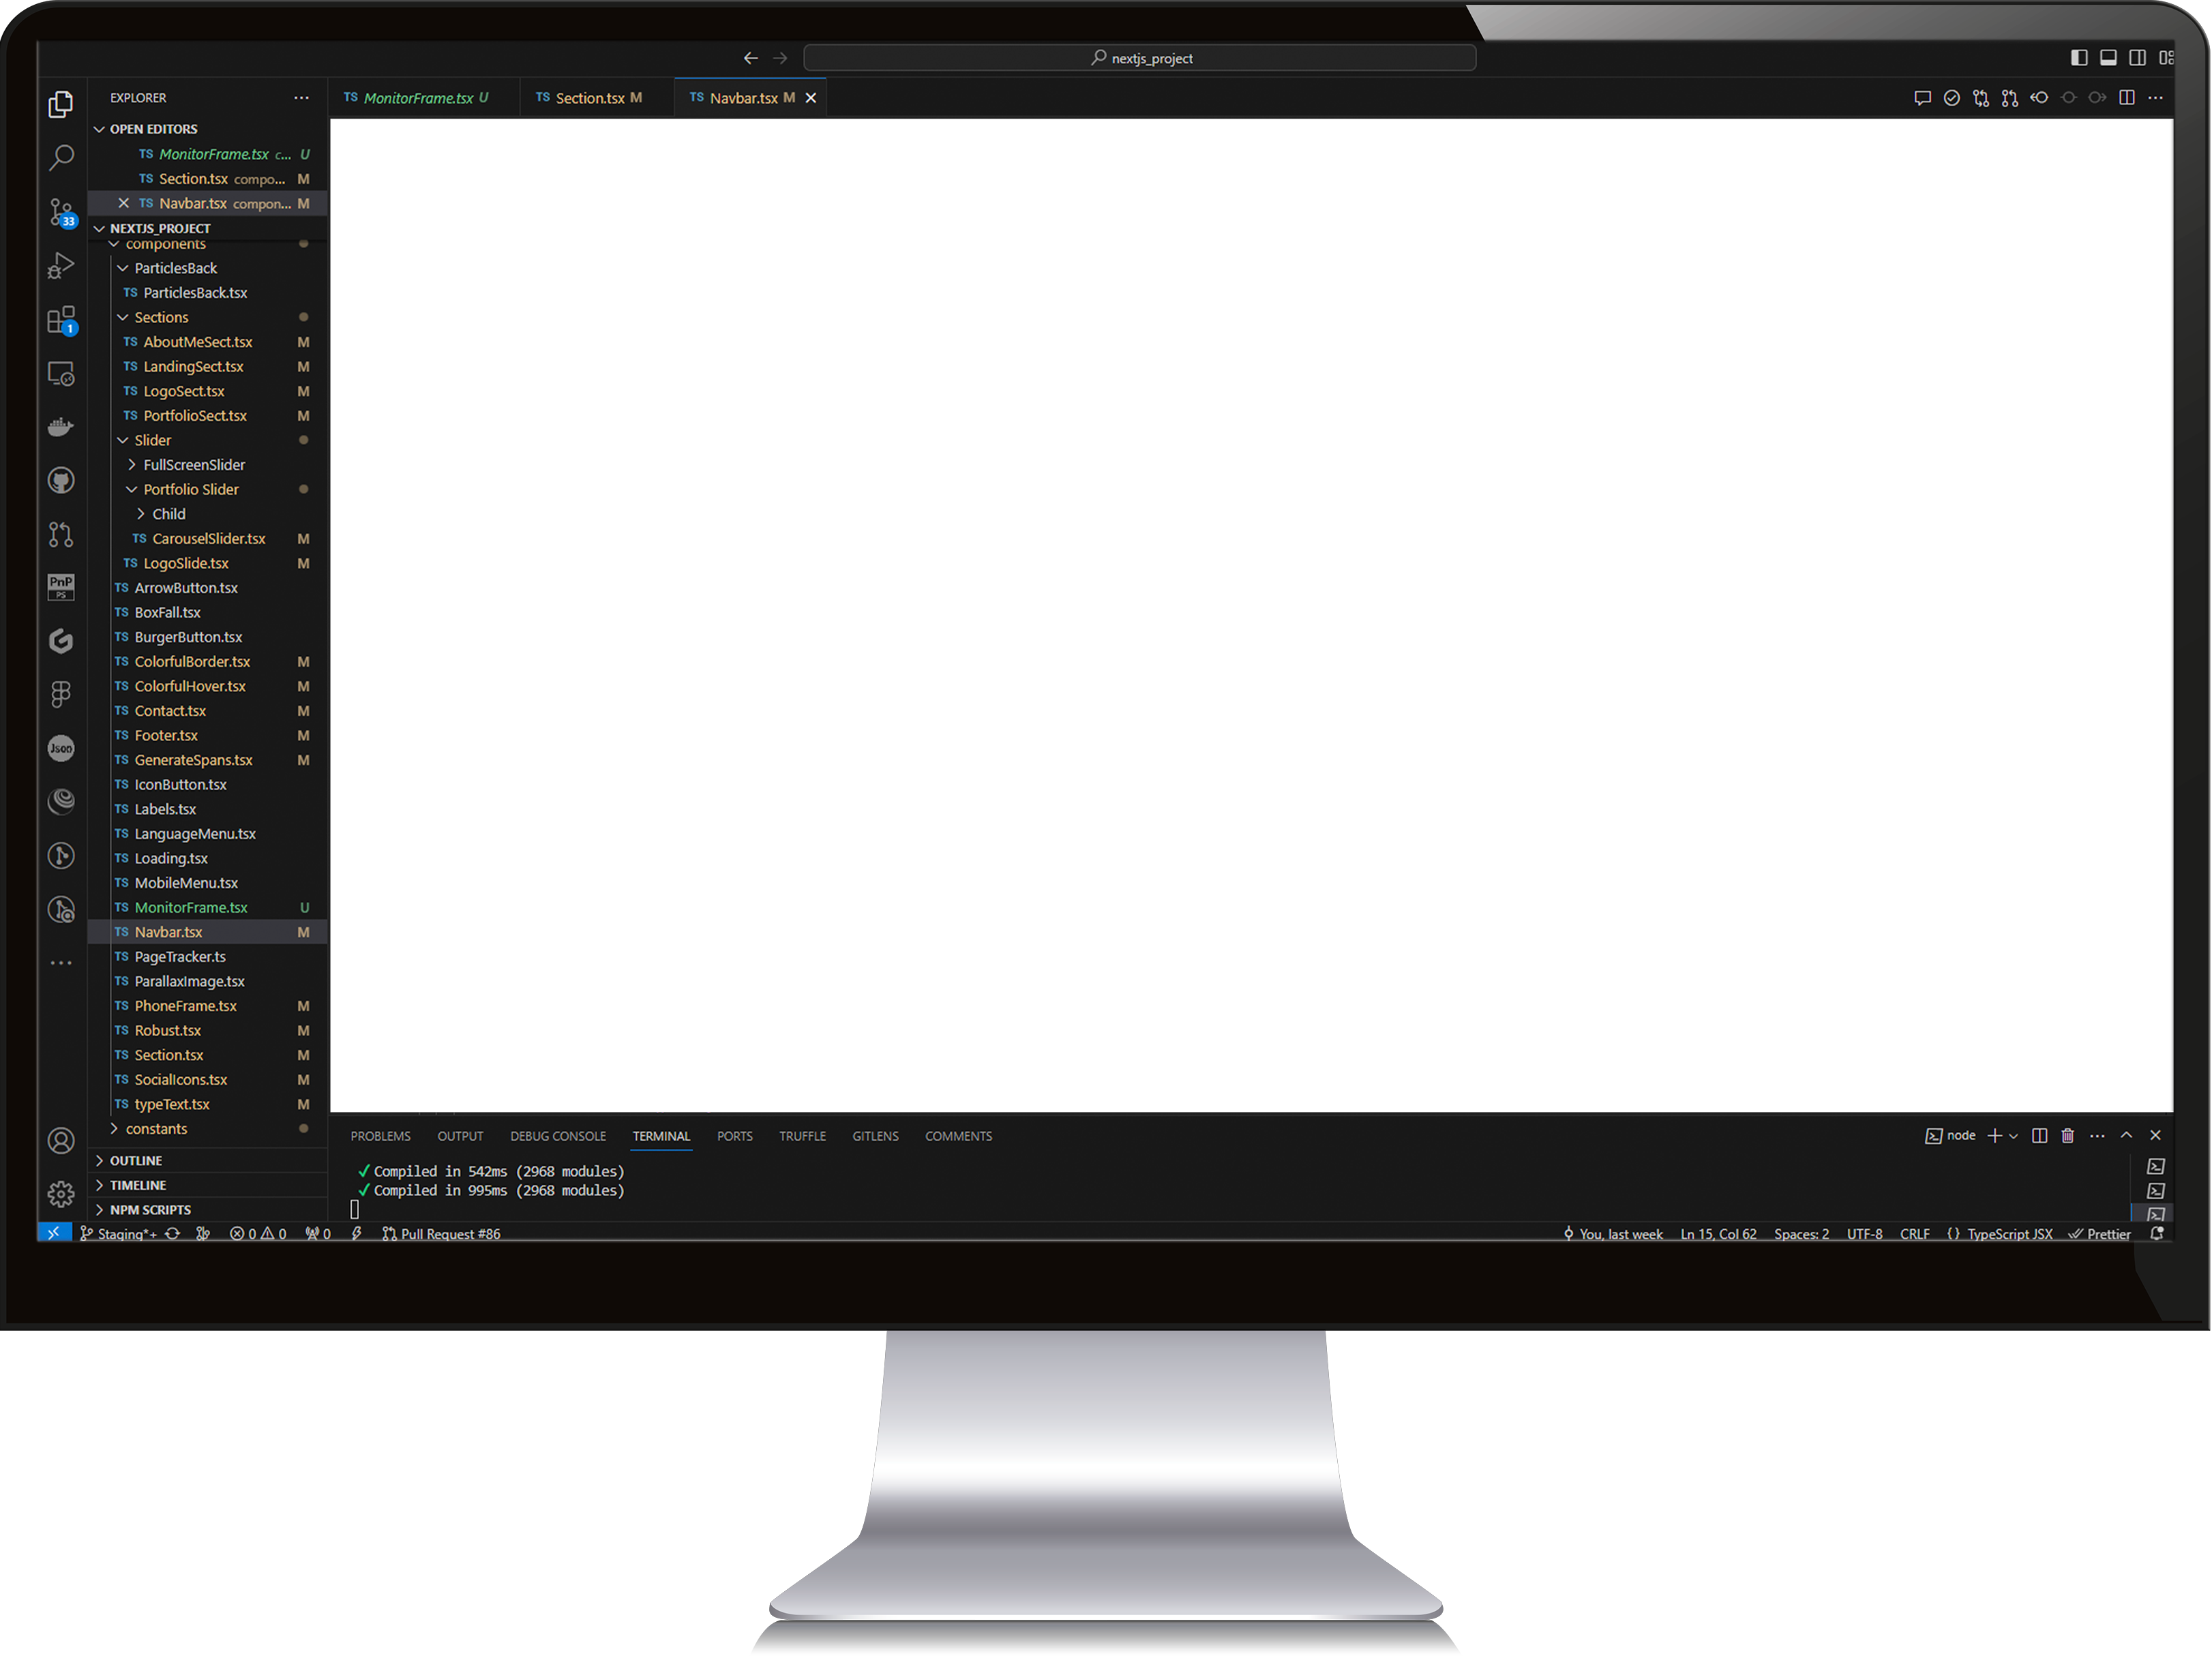 nextjs_project
EXPLORER
TS MonitorFrame.tsx U
TS Section.tsx M
TS Navbar.tsx M
OPEN EDITORS
TS MonitorFrame.tsx c... U
TS Section.tsx compo... M
TS Navbar.tsx compon... M
33
NEXTJS_PROJECT
components
ParticlesBack
TS ParticlesBack.tsx
Sections
1
TS AboutMeSect.tsx M
TS LandingSect.tsx M
TS LogoSect.tsx M
TS PortfolioSect.tsx M
Slider
FullScreenSlider
Portfolio Slider
Child
TS CarouselSlider.tsx M
TS LogoSlide.tsx M
PnP
PS
TS ArrowButton.tsx
TS BoxFall.tsx
TS BurgerButton.tsx
TS ColorfulBorder.tsx M
TS ColorfulHover.tsx M
TS Contact.tsx M
TS Footer.tsx M
Json
TS GenerateSpans.tsx M
TS IconButton.tsx
TS Labels.tsx
TS LanguageMenu.tsx
TS Loading.tsx
TS MobileMenu.tsx
TS MonitorFrame.tsx U
TS Navbar.tsx M
TS PageTracker.ts
TS ParallaxImage.tsx
TS PhoneFrame.tsx M
TS Robust.tsx M
TS Section.tsx M
TS SocialIcons.tsx M
TS typeText.tsx M
constants
OUTLINE
TIMELINE
NPM SCRIPTS
PROBLEMS OUTPUT DEBUG CONSOLE TERMINAL PORTS TRUFFLE GITLENS COMMENTS
node
✓ Compiled in 542ms (2968 modules)
✓ Compiled in 995ms (2968 modules)
Staging*+ 0 0 0 Pull Request #86
You, last week Ln 15, Col 62 Spaces: 2 UTF-8 CRLF {} TypeScript JSX Prettier